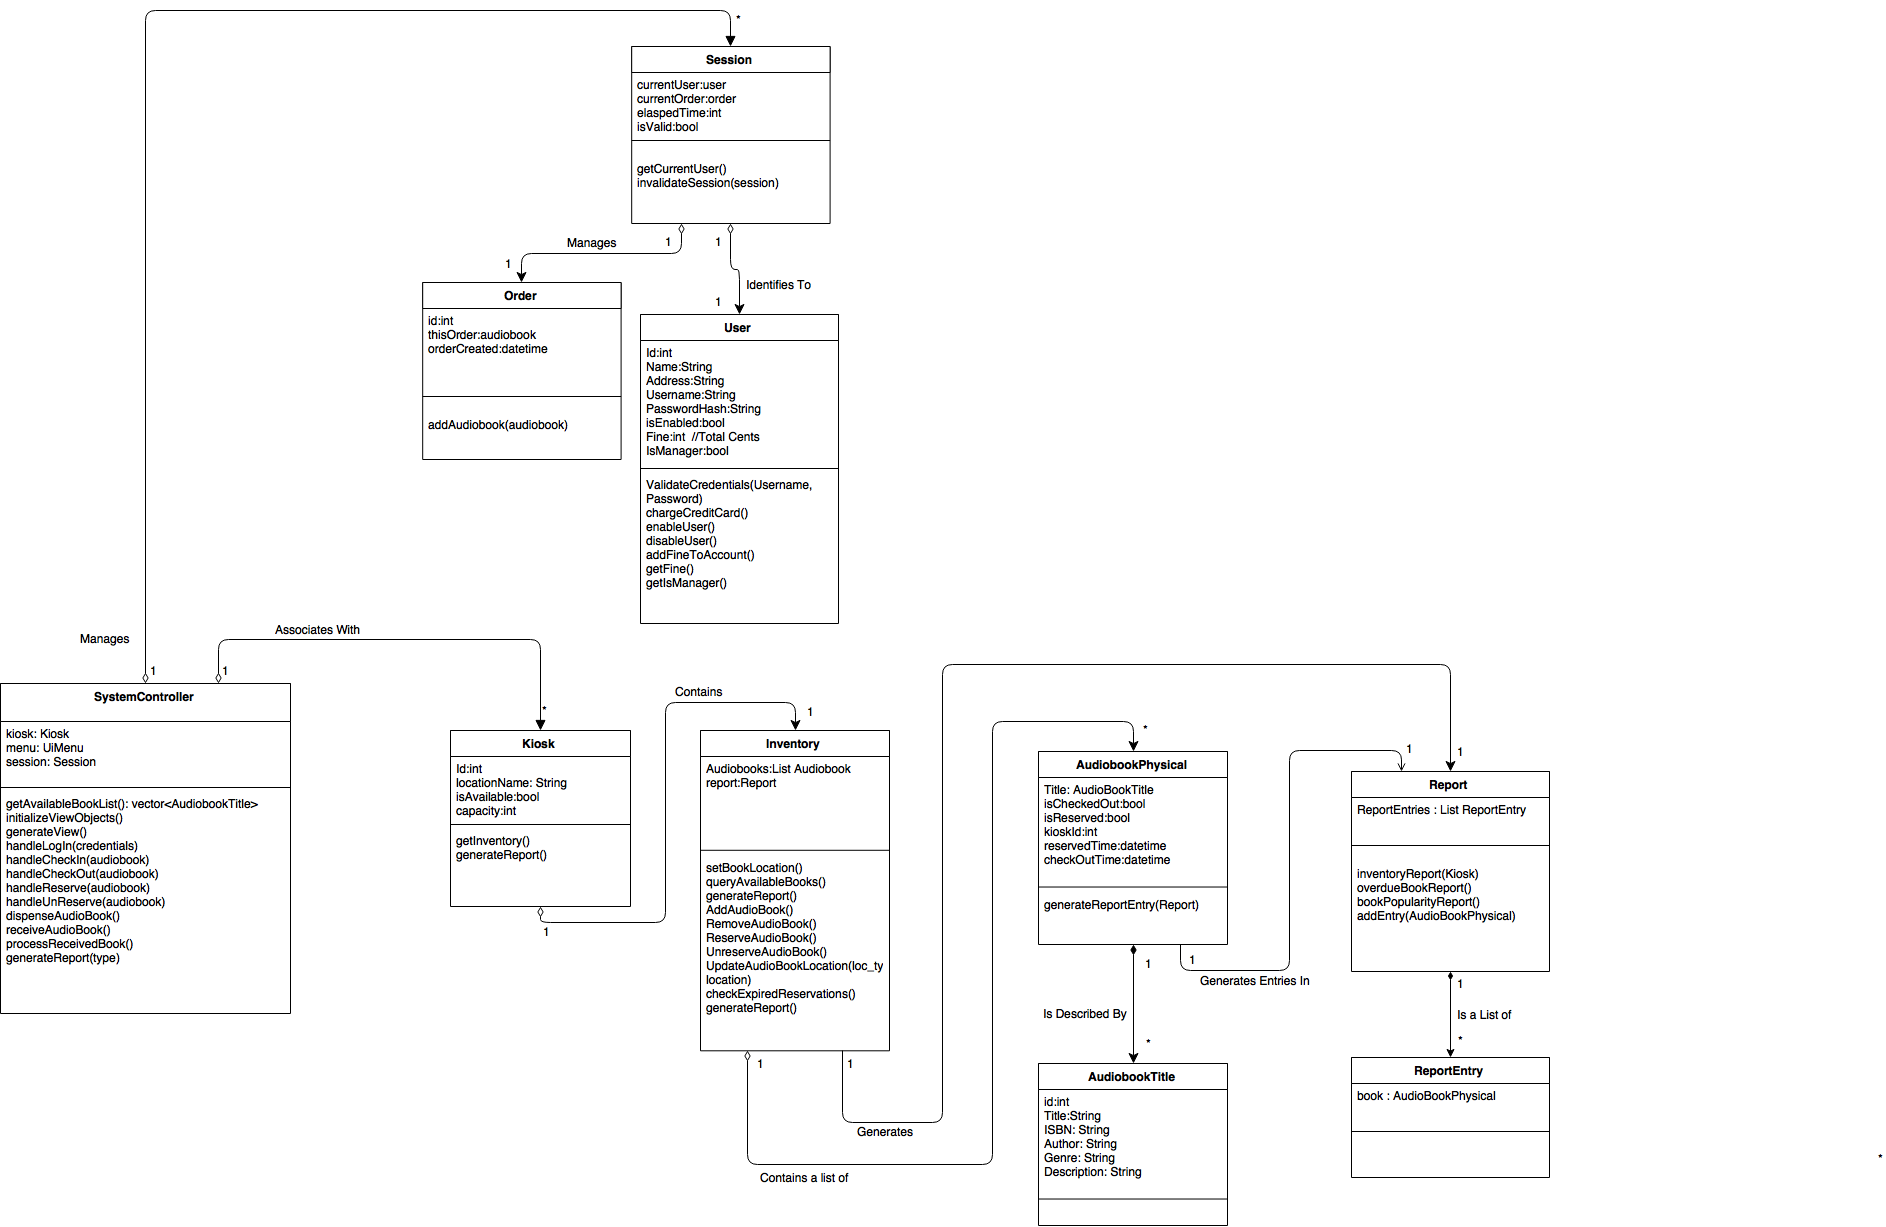 *
Session
currentUser:user
currentOrder:order
elaspedTime:int
isValid:bool
getCurrentUser()
invalidateSession(session)
Manages
1
1
1
Identifies To
1
Order
id:int
thisOrder:audiobook
orderCreated:datetime
addAudiobook(audiobook)
User
Id:int
Name:String
Address:String
Username:String
PasswordHash:String
isEnabled:bool
Fine:int  //Total Cents
IsManager:bool
ValidateCredentials(Username,
Password)
chargeCreditCard()
enableUser()
disableUser()
addFineToAccount()
getFine()
getIsManager()
Manages
1
Associates With
1
*
SystemController
kiosk: Kiosk
menu: UiMenu
session: Session
getAvailableBookList(): vector<AudiobookTitle>
initializeViewObjects()
generateView()
handleLogIn(credentials)
handleCheckIn(audiobook)
handleCheckOut(audiobook)
handleReserve(audiobook)
handleUnReserve(audiobook)
dispenseAudioBook()
receiveAudioBook()
processReceivedBook()
generateReport(type)
Kiosk
Id:int
locationName: String
isAvailable:bool
capacity:int
getInventory()
generateReport()
1
Contains
1
Inventory
Audiobooks:List Audiobook
report:Report
setBookLocation()
queryAvailableBooks()
generateReport()
AddAudioBook()
RemoveAudioBook()
ReserveAudioBook()
UnreserveAudioBook()
UpdateAudioBookLocation(loc_ty
location)
checkExpiredReservations()
generateReport()
1
1
Generates
Contains a list of
*
AudiobookPhysical
Title: AudioBookTitle
isCheckedOut:bool
isReserved:bool
kioskId:int
reservedTime:datetime
checkOutTime:datetime
generateReportEntry(Report)
1
1
Generates Entries In
Is Described By
*
AudiobookTitle
id:int
Title:String
ISBN: String
Author: String
Genre: String
Description: String
1
1
Report
ReportEntries : List ReportEntry
inventoryReport(Kiosk)
overdueBookReport()
bookPopularityReport()
addEntry(AudioBookPhysical)
1
Is a List of
*
ReportEntry
book : AudioBookPhysical
*